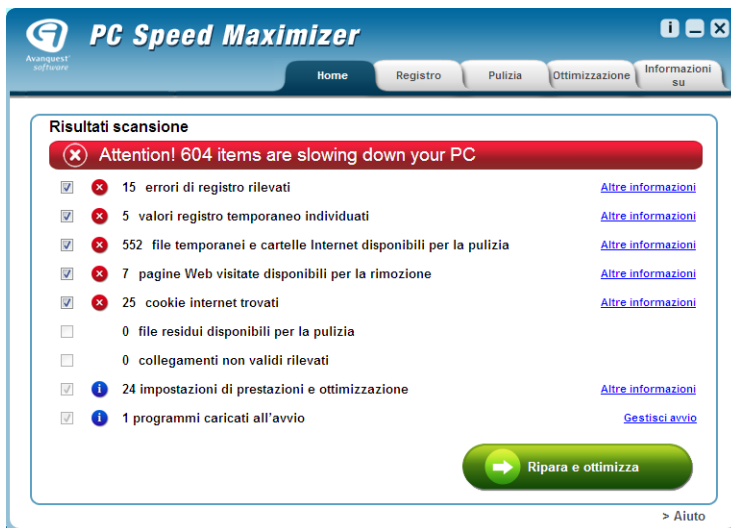 PC Speed Maximizer
Avanquest®
software
Home
Registro
Pulizia
Ottimizzazione
Informazioni
su
Risultati scansione
Attention! 604 items are slowing down your PC
15 errori di registro rilevati
Altre informazioni
5 valori registro temporaneo individuati
Altre informazioni
552 file temporanei e cartelle Internet disponibili per la pulizia
Altre informazioni
7 pagine Web visitate disponibili per la rimozione
Altre informazioni
25 cookie internet trovati
Altre informazioni
0 file residui disponibili per la pulizia
0 collegamenti non validi rilevati
24 impostazioni di prestazioni e ottimizzazione
Altre informazioni
1 programmi caricati all'avvio
Gestisci avvio
Ripara e ottimizza
> Aiuto